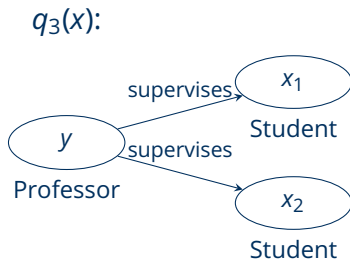 q₃(x):
supervises
x₁
Student
y
Professor
supervises
x₂
Student